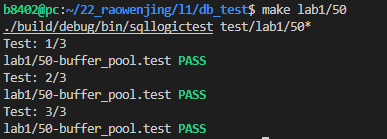 b8402@pc:~/22_raowenjing/l1/db_test$ make lab1/50
./build/debug/bin/sqllogictest test/lab1/50*
Test: 1/3
lab1/50-buffer_pool.test PASS
Test: 2/3
lab1/50-buffer_pool.test PASS
Test: 3/3
lab1/50-buffer_pool.test PASS